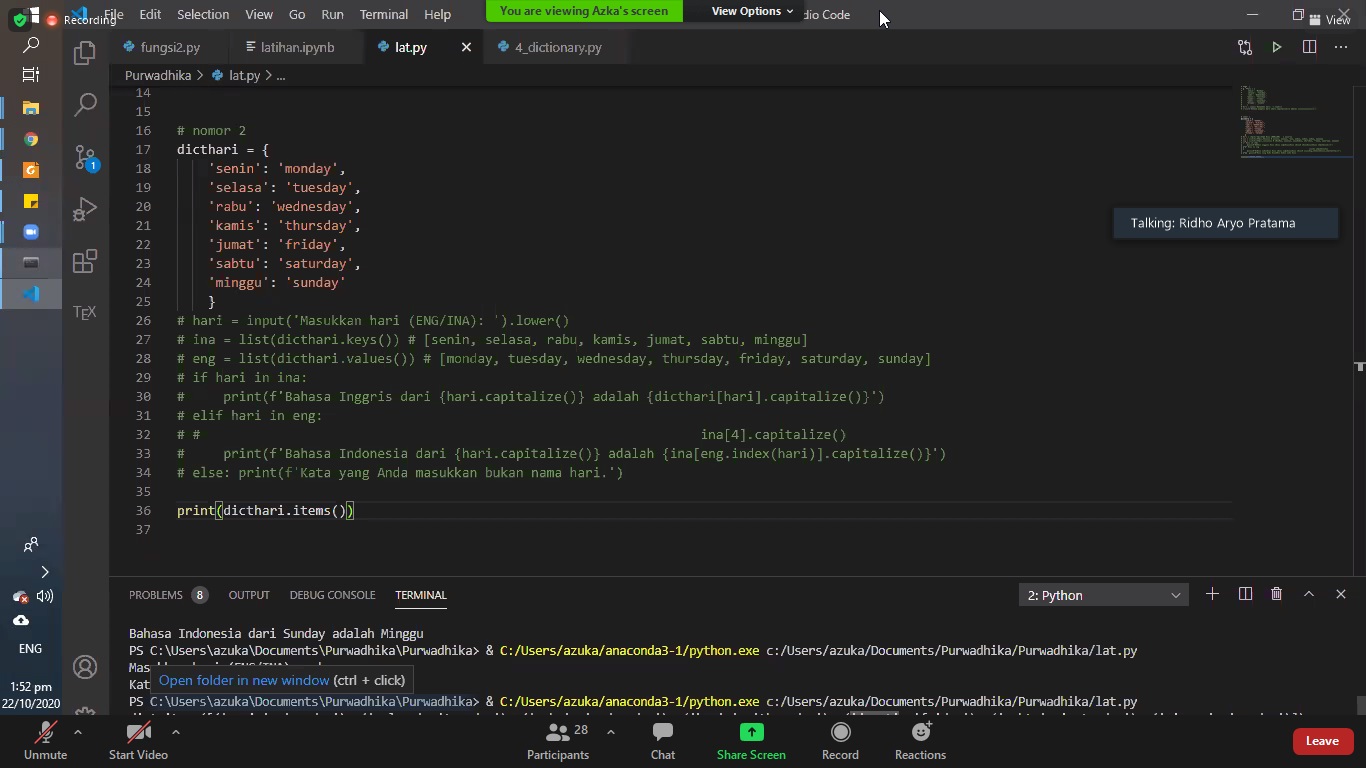 File Edit Selection View Go Run Terminal Help
You are viewing Azka's screen View Options
dio Code
Recording
View
fungsi2.py latihan.ipynb lat.py 4_dictionary.py
Purwadhika > lat.py > ...
14
15
16 # nomor 2
17 dicthari = {
18 'senin': 'monday',
19 'selasa': 'tuesday',
20 'rabu': 'wednesday',
21 'kamis': 'thursday',
22 'jumat': 'friday',
23 'sabtu': 'saturday',
24 'minggu': 'sunday'
25 }
26 # hari = input('Masukkan hari (ENG/INA): ').lower()
27 # ina = list(dicthari.keys()) # [senin, selasa, rabu, kamis, jumat, sabtu, minggu]
28 # eng = list(dicthari.values()) # [monday, tuesday, wednesday, thursday, friday, saturday, sunday]
29 # if hari in ina:
30 # print(f'Bahasa Inggris dari {hari.capitalize()} adalah {dicthari[hari].capitalize()}')
31 # elif hari in eng:
32 # # ina[4].capitalize()
33 # print(f'Bahasa Indonesia dari {hari.capitalize()} adalah {ina[eng.index(hari)].capitalize()}')
34 # else: print(f'Kata yang Anda masukkan bukan nama hari.')
35
36 print(dicthari.items())
37
Talking: Ridho Aryo Pratama
1
TEX
PROBLEMS 8 OUTPUT DEBUG CONSOLE TERMINAL 2: Python
Bahasa Indonesia dari Sunday adalah Minggu
PS C:\Users\azuka\Documents\Purwadhika\Purwadhika> & C:/Users/azuka/anaconda3-1/python.exe c:/Users/azuka/Documents/Purwadhika/Purwadhika/lat.py
Kat
Open folder in new window (ctrl + click)
PS C:\Users\azuka\Documents\Purwadhika\Purwadhika> & C:/Users/azuka/anaconda3-1/python.exe c:/Users/azuka/Documents/Purwadhika/Purwadhika/lat.py
ENG
1:52 pm
22/10/2020
Unmute Start Video Participants 28 Chat Share Screen Record Reactions Leave